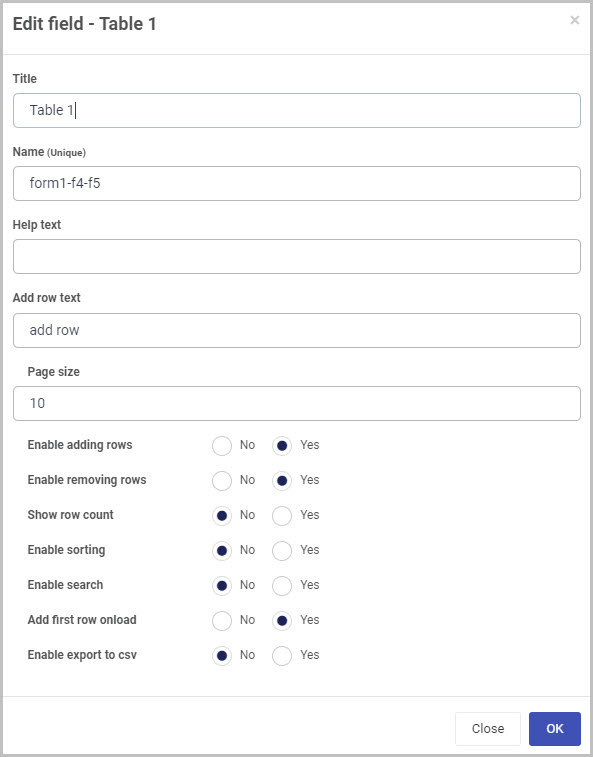 Edit field - Table 1 ×
Title
Table 1
Name (Unique)
form1-f4-f5
Help text
Add row text
add row
Page size
10
Enable adding rows No Yes
Enable removing rows No Yes
Show row count No Yes
Enable sorting No Yes
Enable search No Yes
Add first row onload No Yes
Enable export to csv No Yes
Close OK